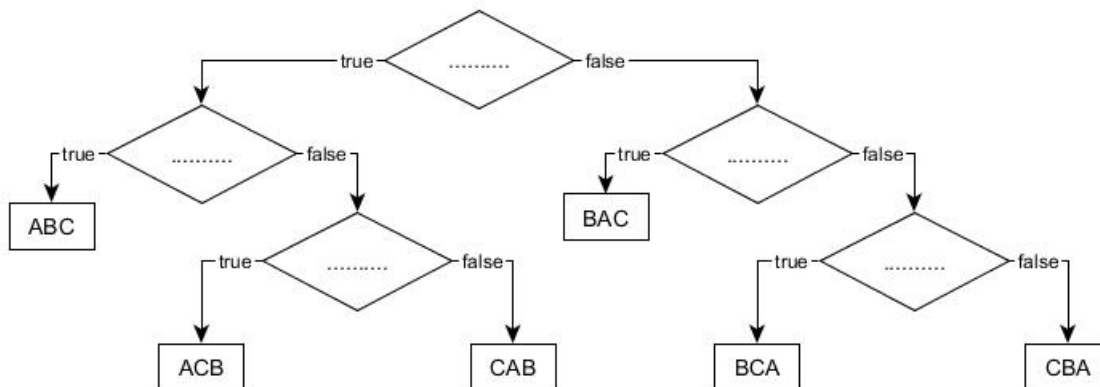 ..........
true
false
..........
..........
true
false
true
false
ABC
BAC
..........
..........
true
false
true
false
ACB
CAB
BCA
CBA